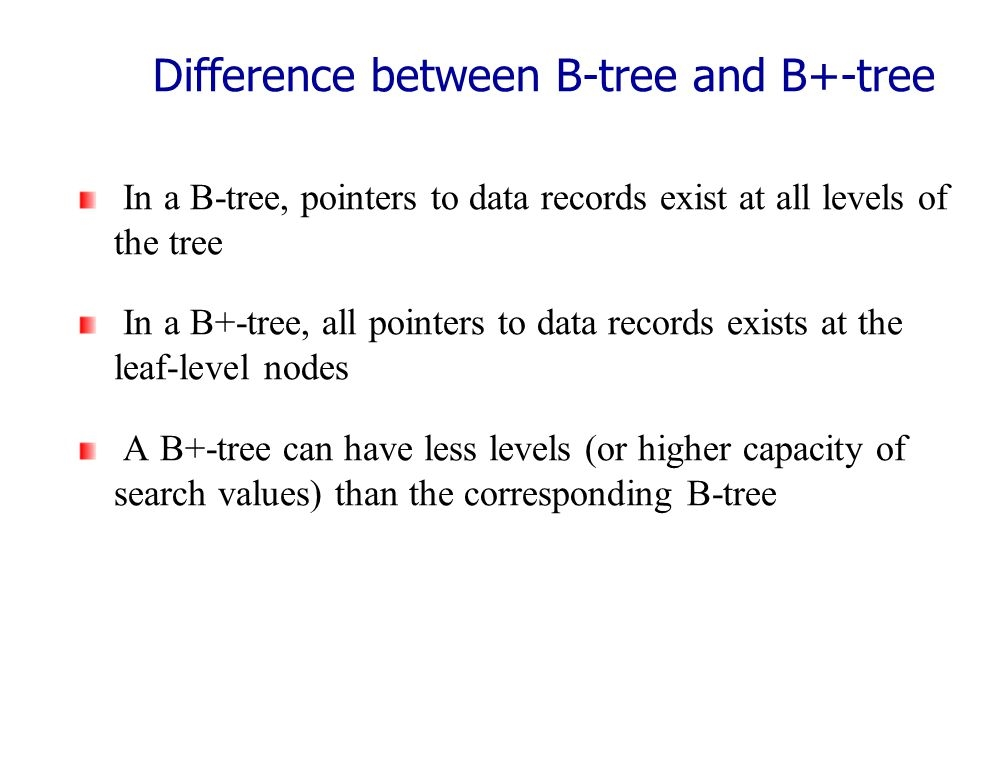 Difference between B-tree and B+-tree
In a B-tree, pointers to data records exist at all levels of
the tree
In a B+-tree, all pointers to data records exists at the
leaf-level nodes
A B+-tree can have less levels (or higher capacity of
search values) than the corresponding B-tree